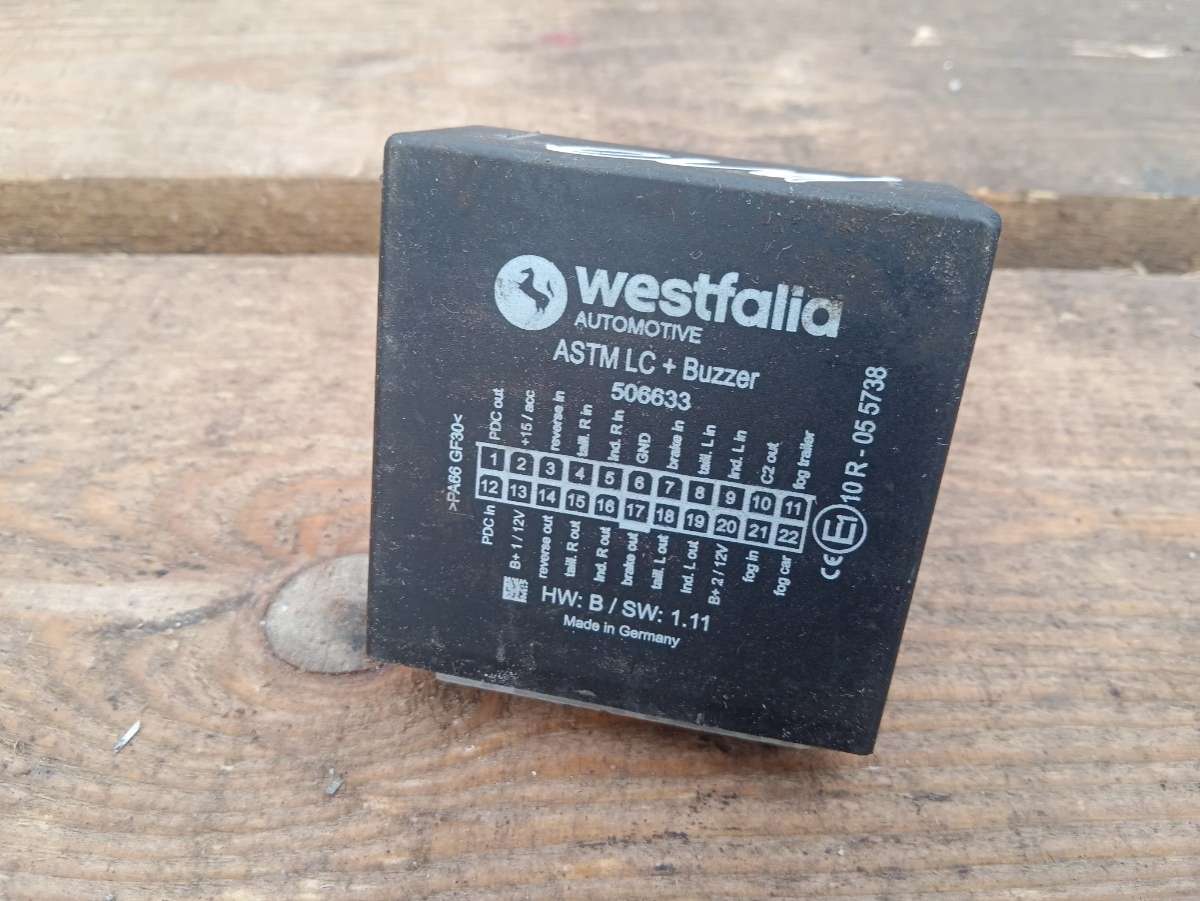 westfalia
AUTOMOTIVE
ASTM LC + Buzzer
506633
PDC out
+15 / acc
reverse in
taill. R in
Ind. R in
GND
brake in
taill. L in
Ind. L in
C2 out
fog trailer
1 2 3 4 5 6 7 8 9 10 11
12 13 14 15 16 17 18 19 20 21 22
PDC in
B+ 1 / 12V
reverse out
taill. R out
Ind. R out
brake out
taill. L out
Ind. L out
B+ 2 / 12V
fog in
fog car
HW: B / SW: 1.11
Made in Germany
>PA66 GF30<
CE E1 10 R - 05 5738